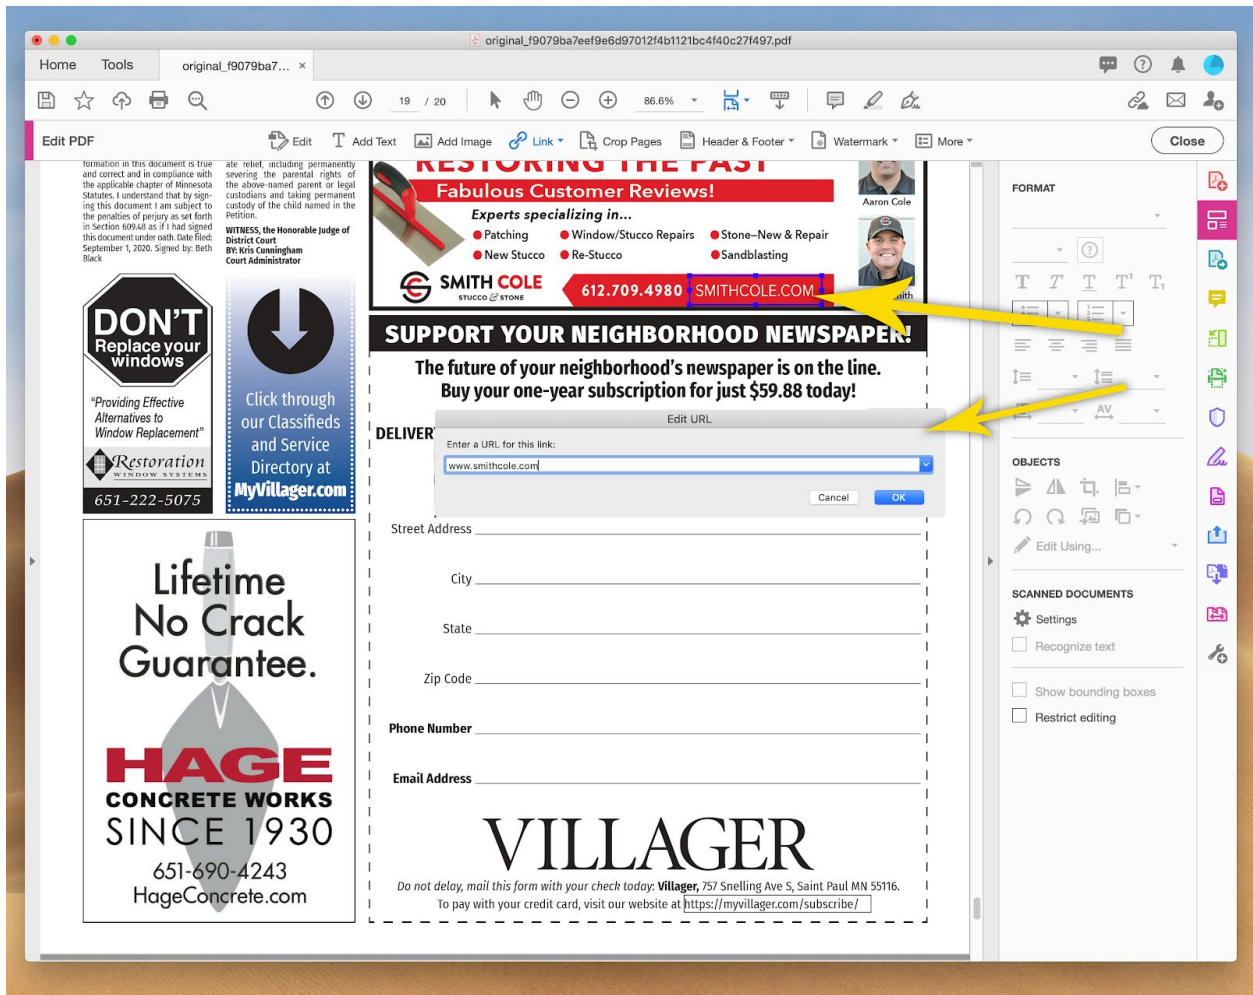 original_f9079ba7eef9e6d97012f4b1121bc4f40c27f497.pdf
Home Tools original_f9079ba7... ×
19 / 20 86.6%
Edit PDF Edit Add Text Add Image Link Crop Pages Header & Footer Watermark More Close
formation in this document is true
and correct and in compliance with
the applicable chapter of Minnesota
Statutes. I understand that by sign-
ing this document I am subject to
the penalties of perjury as set forth
in Section 609.48 as if I had signed
this document under oath. Date filed:
September 1, 2020. Signed by: Beth
Black
ate relief, including permanently
severing the parental rights of
the above-named parent or legal
custodians and taking permanent
custody of the child named in the
Petition.
WITNESS, the Honorable Judge of
District Court
BY: Kris Cunningham
Court Administrator
RESTORING THE PAST
Fabulous Customer Reviews!
Experts specializing in...
Patching Window/Stucco Repairs Stone–New & Repair
New Stucco Re-Stucco Sandblasting
SMITH COLE
STUCCO & STONE
612.709.4980 SMITHCOLE.COM
Aaron Cole
DON'T
Replace your
windows
"Providing Effective
Alternatives to
Window Replacement"
Restoration
WINDOW SYSTEMS
651-222-5075
Click through
our Classifieds
and Service
Directory at
MyVillager.com
SUPPORT YOUR NEIGHBORHOOD NEWSPAPER!
The future of your neighborhood's newspaper is on the line.
Buy your one-year subscription for just $59.88 today!
DELIVER
Edit URL
Enter a URL for this link:
www.smithcole.com
Cancel OK
Street Address
City
State
Zip Code
Phone Number
Email Address
VILLAGER
Do not delay, mail this form with your check today: Villager, 757 Snelling Ave S, Saint Paul MN 55116.
To pay with your credit card, visit our website at https://myvillager.com/subscribe/
Lifetime
No Crack
Guarantee.
HAGE
CONCRETE WORKS
SINCE 1930
651-690-4243
HageConcrete.com
FORMAT
T T T T¹ T₁
AV
OBJECTS
Edit Using...
SCANNED DOCUMENTS
Settings
Recognize text
Show bounding boxes
Restrict editing